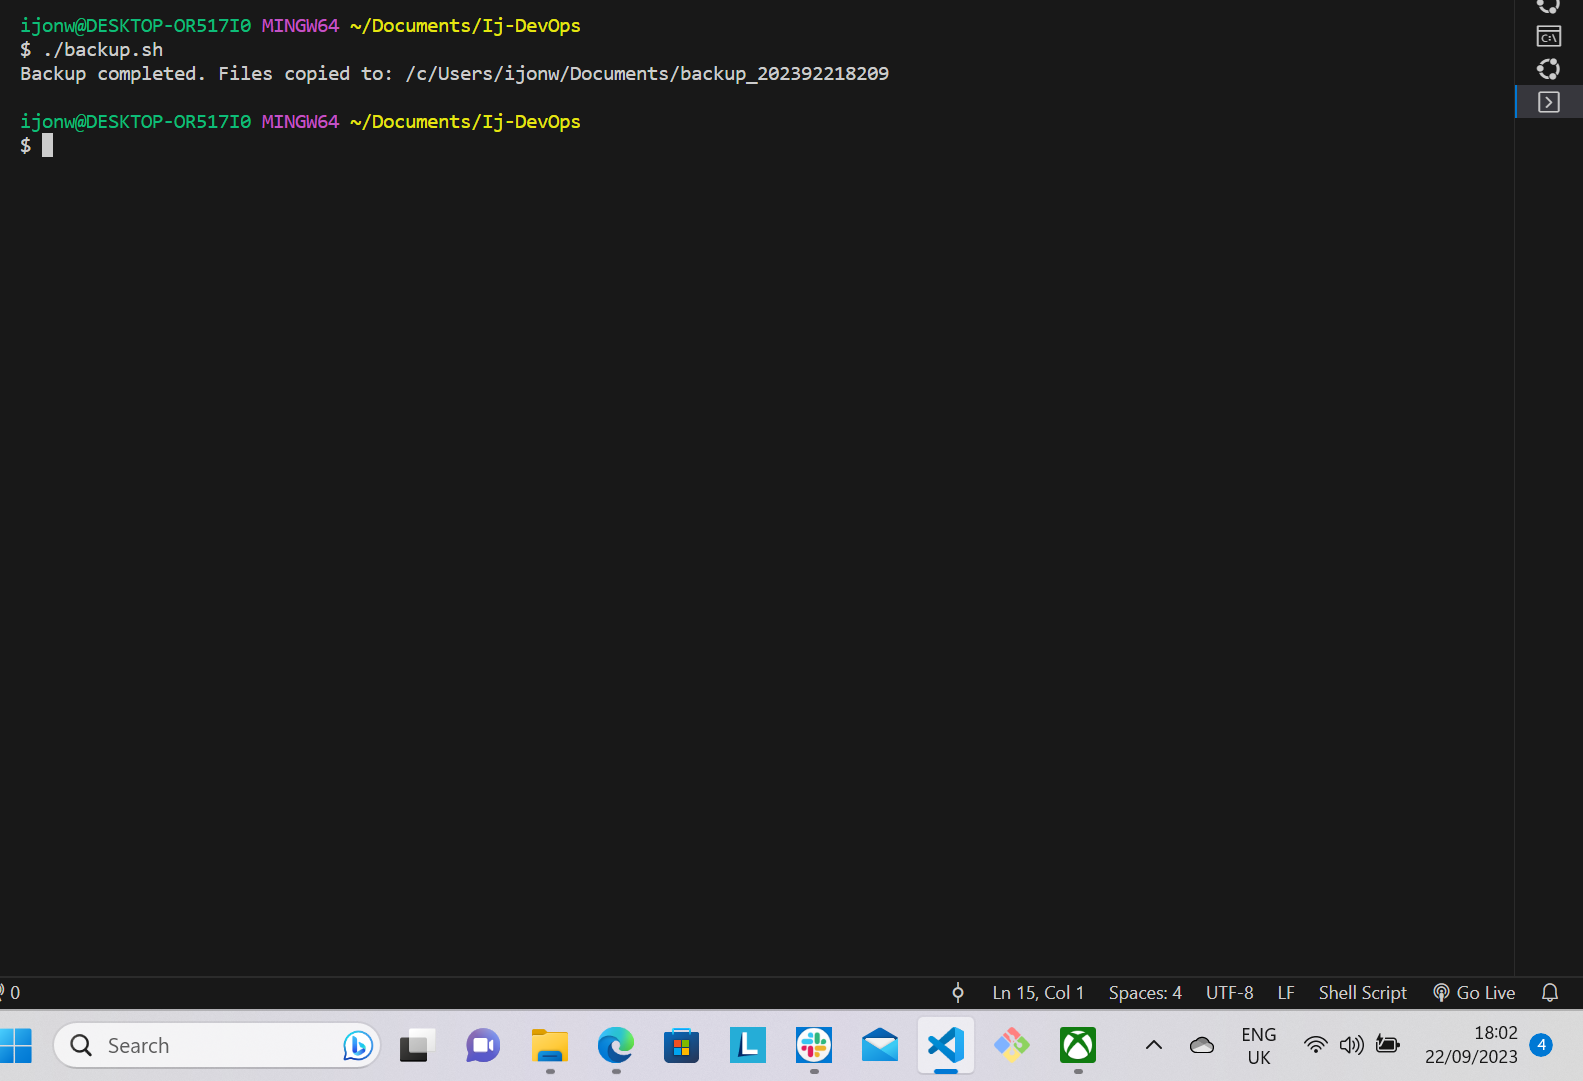 ijonw@DESKTOP-OR517I0 MINGW64 ~/Documents/Ij-DevOps
$ ./backup.sh
Backup completed. Files copied to: /c/Users/ijonw/Documents/backup_202392218209
ijonw@DESKTOP-OR517I0 MINGW64 ~/Documents/Ij-DevOps
$
C:\
0 Ln 15, Col 1 Spaces: 4 UTF-8 LF Shell Script Go Live
Search
L
ENG
UK
18:02
22/09/2023
4